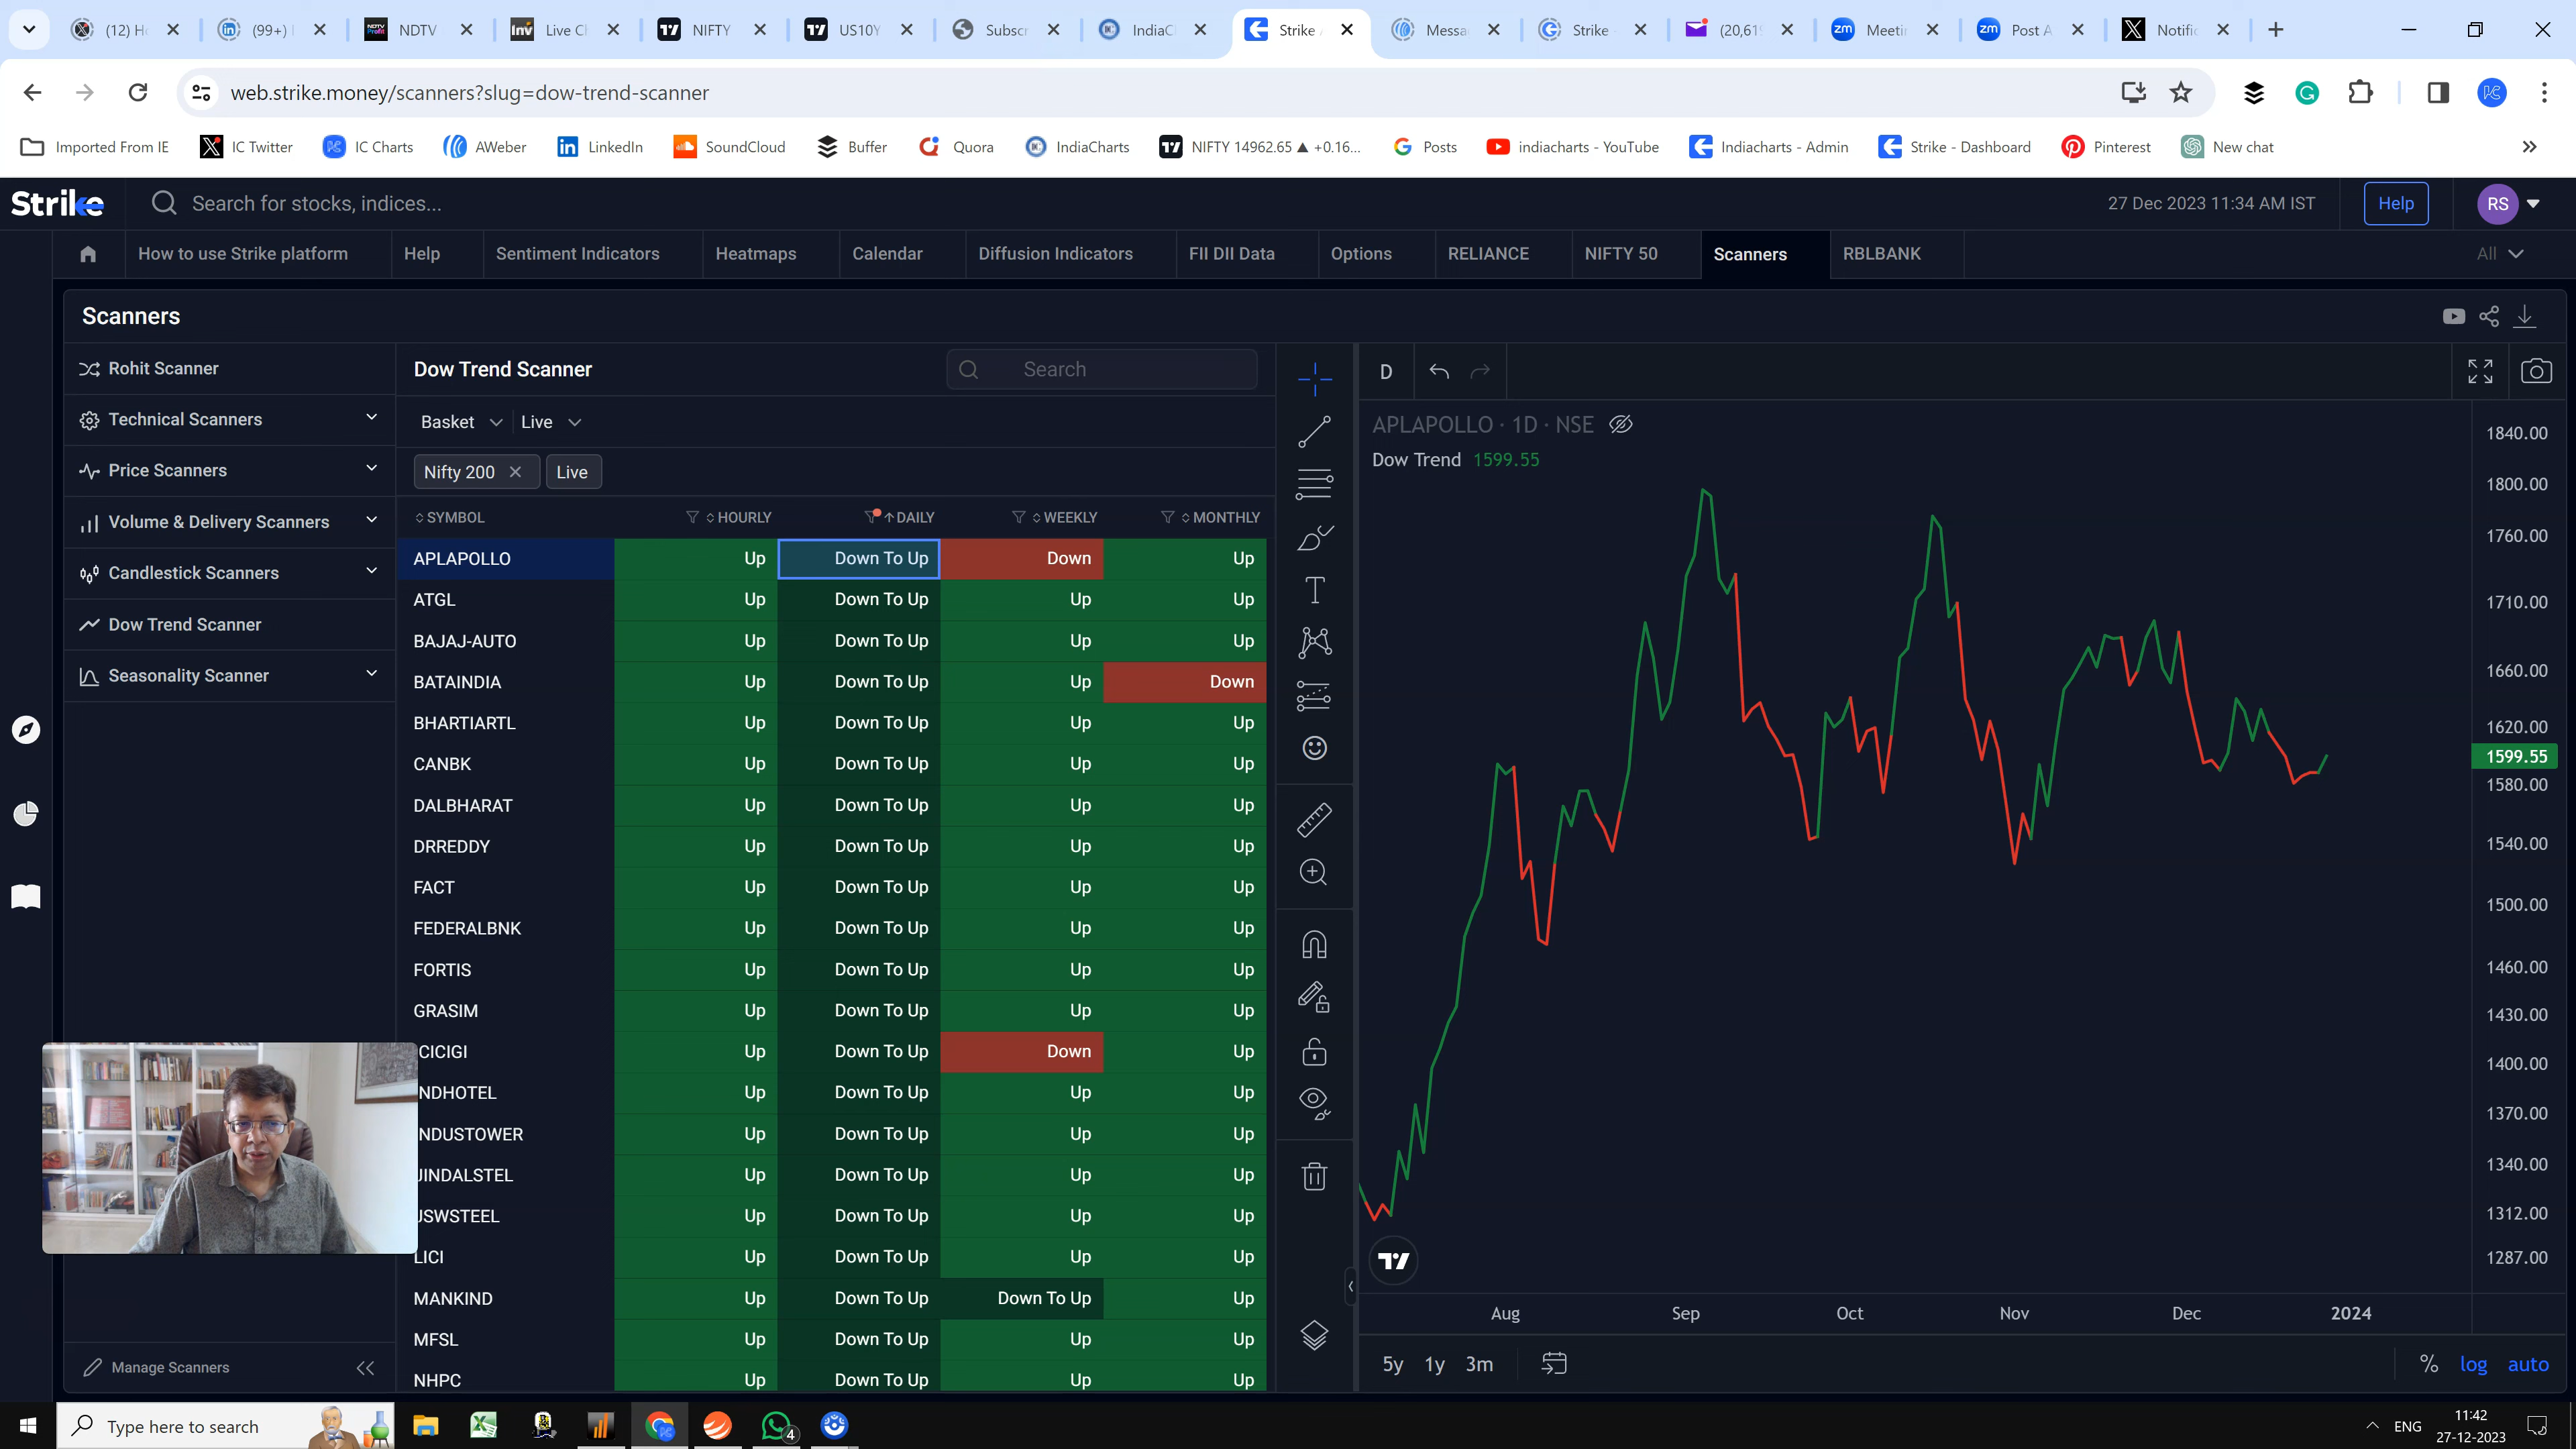 (12) H
(99+)
NDTV
Live C
NIFTY
US10Y
Subscr
IndiaC
Strike
Messa
Strike
(20,619
Meeti
Post A
Notific
web.strike.money/scanners?slug=dow-trend-scanner
Imported From IE
IC Twitter
IC Charts
AWeber
LinkedIn
SoundCloud
Buffer
Quora
IndiaCharts
NIFTY 14962.65 ▲ +0.16...
Posts
indiacharts - YouTube
Indiacharts - Admin
Strike - Dashboard
Pinterest
New chat
Strike
Search for stocks, indices...
27 Dec 2023 11:34 AM IST
Help
RS
How to use Strike platform
Help
Sentiment Indicators
Heatmaps
Calendar
Diffusion Indicators
FII DII Data
Options
RELIANCE
NIFTY 50
Scanners
RBLBANK
All
Scanners
Rohit Scanner
Technical Scanners
Price Scanners
Volume & Delivery Scanners
Candlestick Scanners
Dow Trend Scanner
Seasonality Scanner
Manage Scanners
Dow Trend Scanner
Search
Basket
Live
Nifty 200 ×
Live
SYMBOL HOURLY DAILY WEEKLY MONTHLY
APLAPOLLO Up Down To Up Down Up
ATGL Up Down To Up Up Up
BAJAJ-AUTO Up Down To Up Up Up
BATAINDIA Up Down To Up Up Down
BHARTIARTL Up Down To Up Up Up
CANBK Up Down To Up Up Up
DALBHARAT Up Down To Up Up Up
DRREDDY Up Down To Up Up Up
FACT Up Down To Up Up Up
FEDERALBNK Up Down To Up Up Up
FORTIS Up Down To Up Up Up
GRASIM Up Down To Up Up Up
CICIGI Up Down To Up Down Up
NDHOTEL Up Down To Up Up Up
NDUSTOWER Up Down To Up Up Up
JINDALSTEL Up Down To Up Up Up
JSWSTEEL Up Down To Up Up Up
LICI Up Down To Up Up Up
MANKIND Up Down To Up Down To Up Up
MFSL Up Down To Up Up Up
NHPC Up Down To Up Up Up
D
APLAPOLLO · 1D · NSE
Dow Trend 1599.55
1840.00
1800.00
1760.00
1710.00
1660.00
1620.00
1599.55
1580.00
1540.00
1500.00
1460.00
1430.00
1400.00
1370.00
1340.00
1312.00
1287.00
Aug Sep Oct Nov Dec 2024
5y 1y 3m
% log auto
Type here to search
4
ENG
11:42
27-12-2023